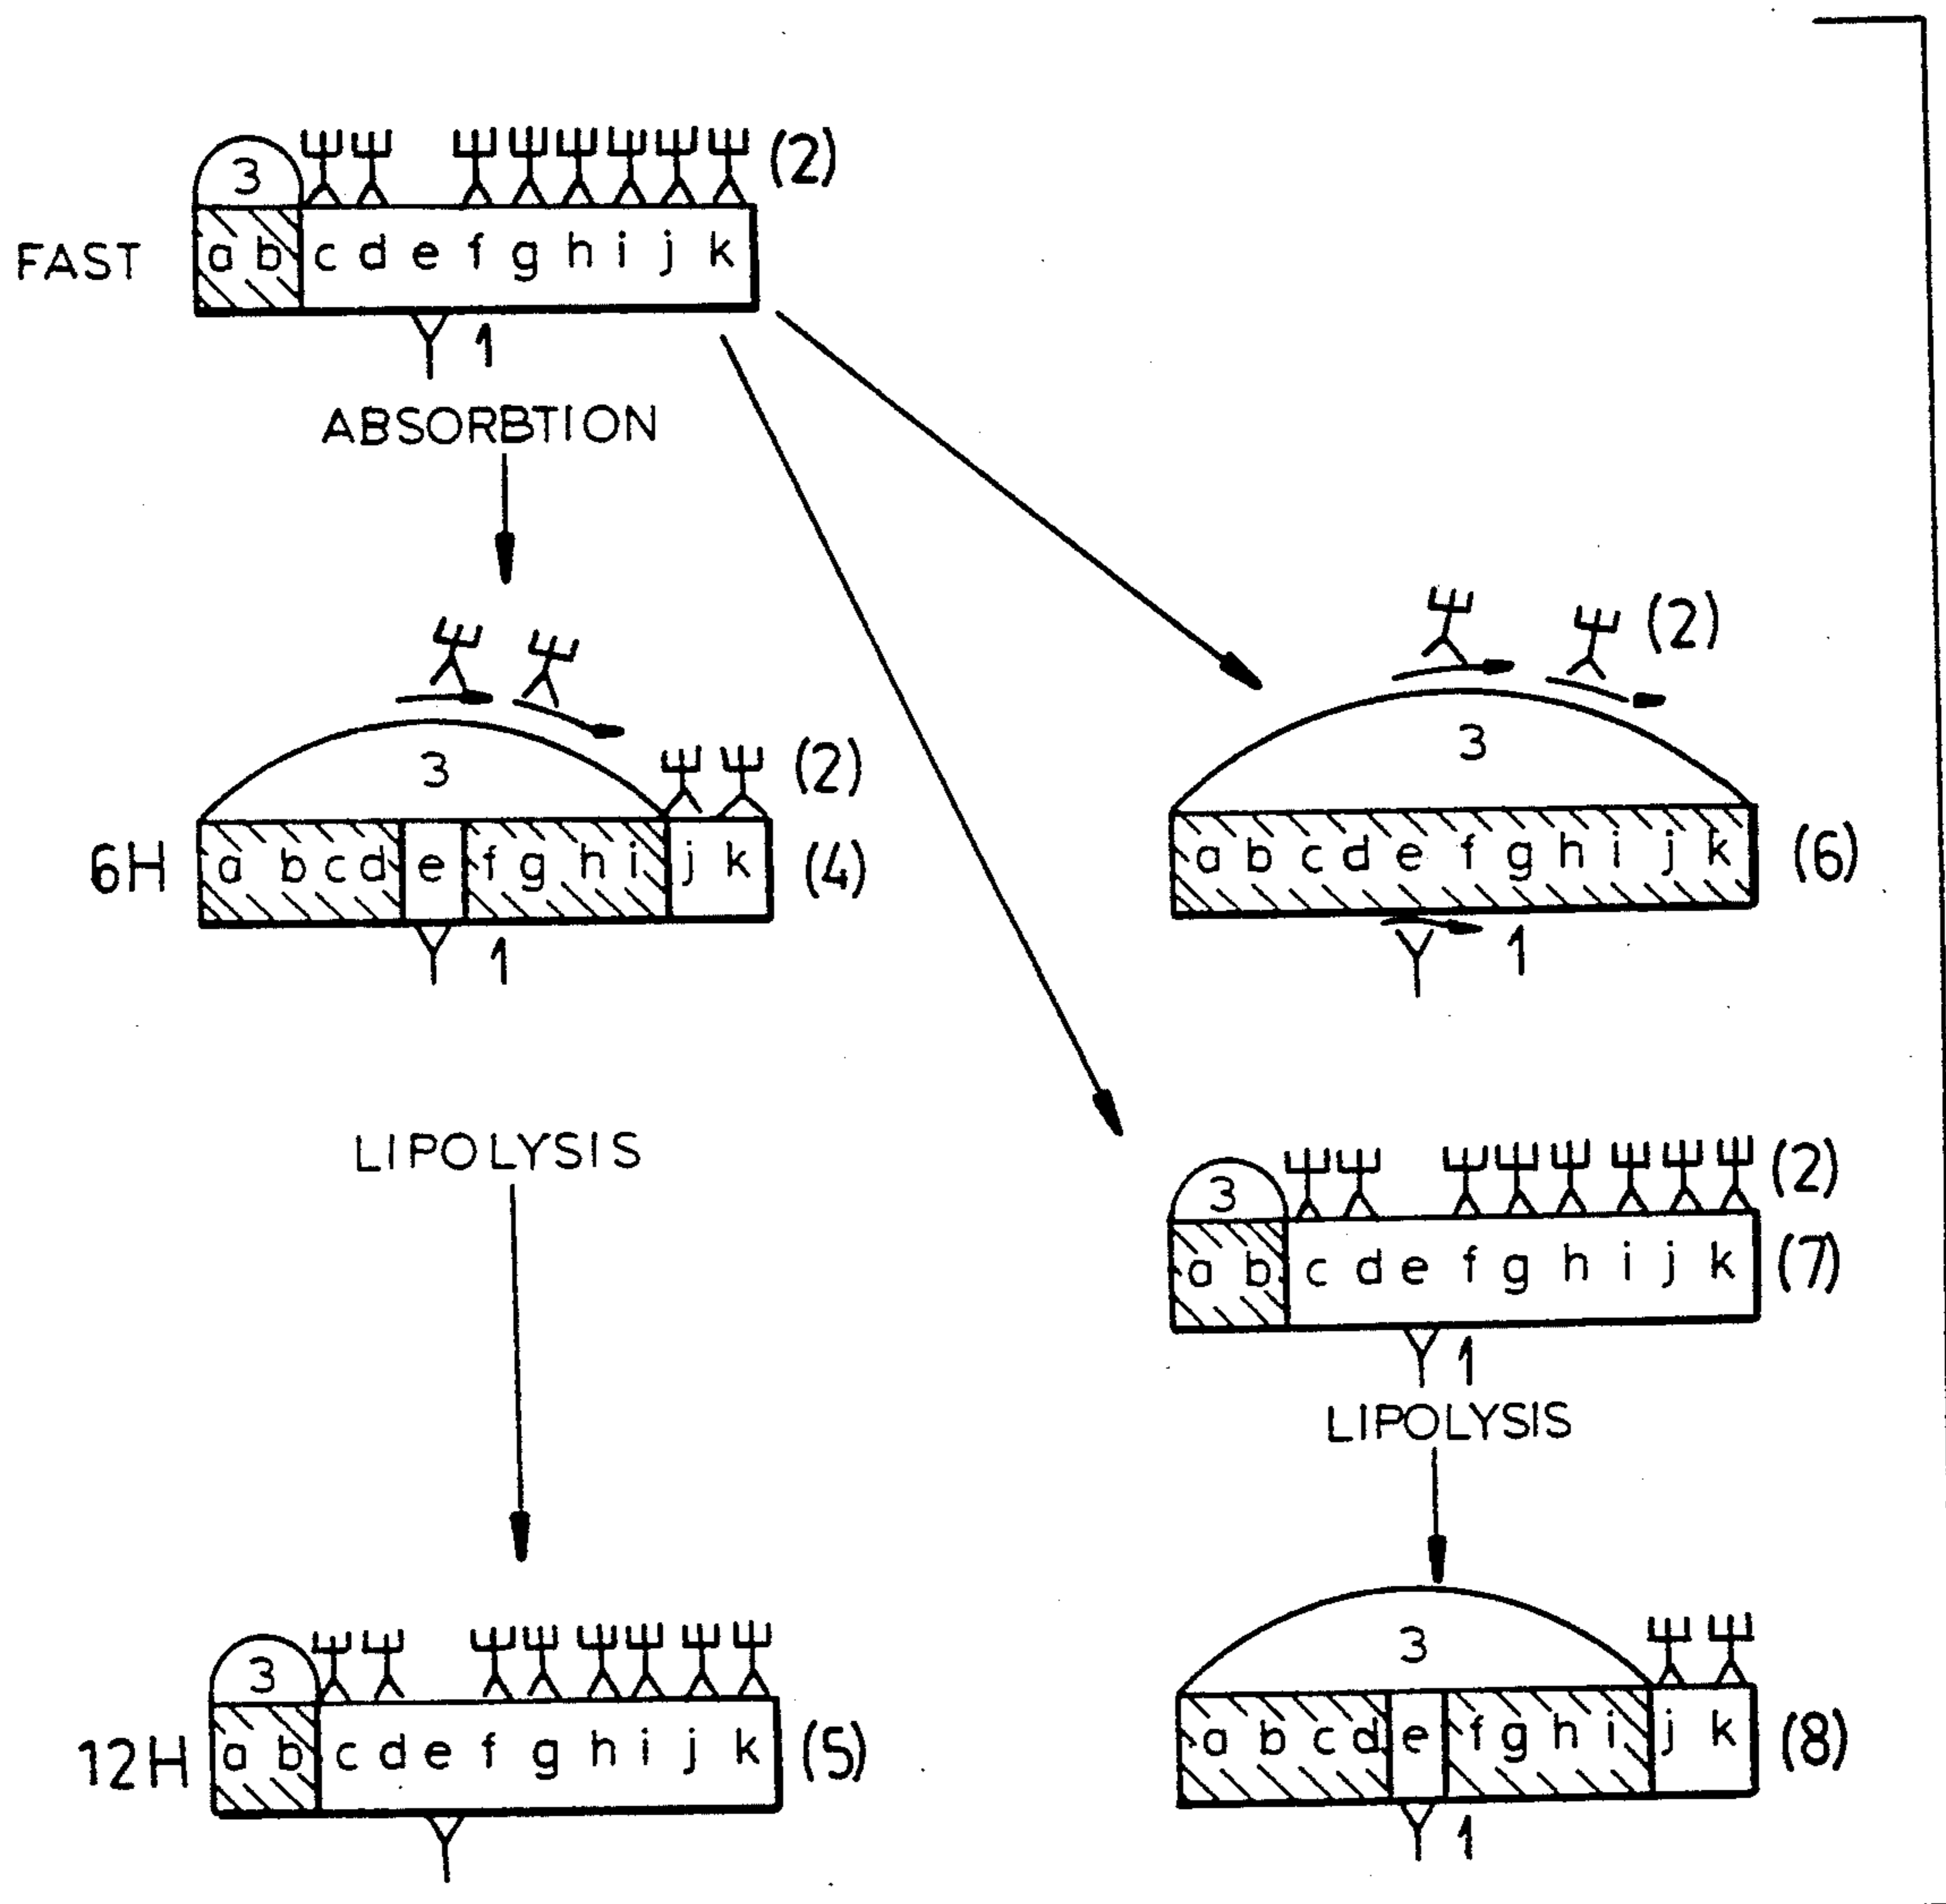 3 (2)
FAST a b c d e f g h i j k
1
ABSORBTION
(2)
3 (2)
6H a b c d e f g h i j k (4)
1
3
a b c d e f g h i j k (6)
1
LIPOLYSIS
3 (2)
a b c d e f g h i j k (7)
1
LIPOLYSIS
3
12H a b c d e f g h i j k (5)
3
a b c d e f g h i j k (8)
1